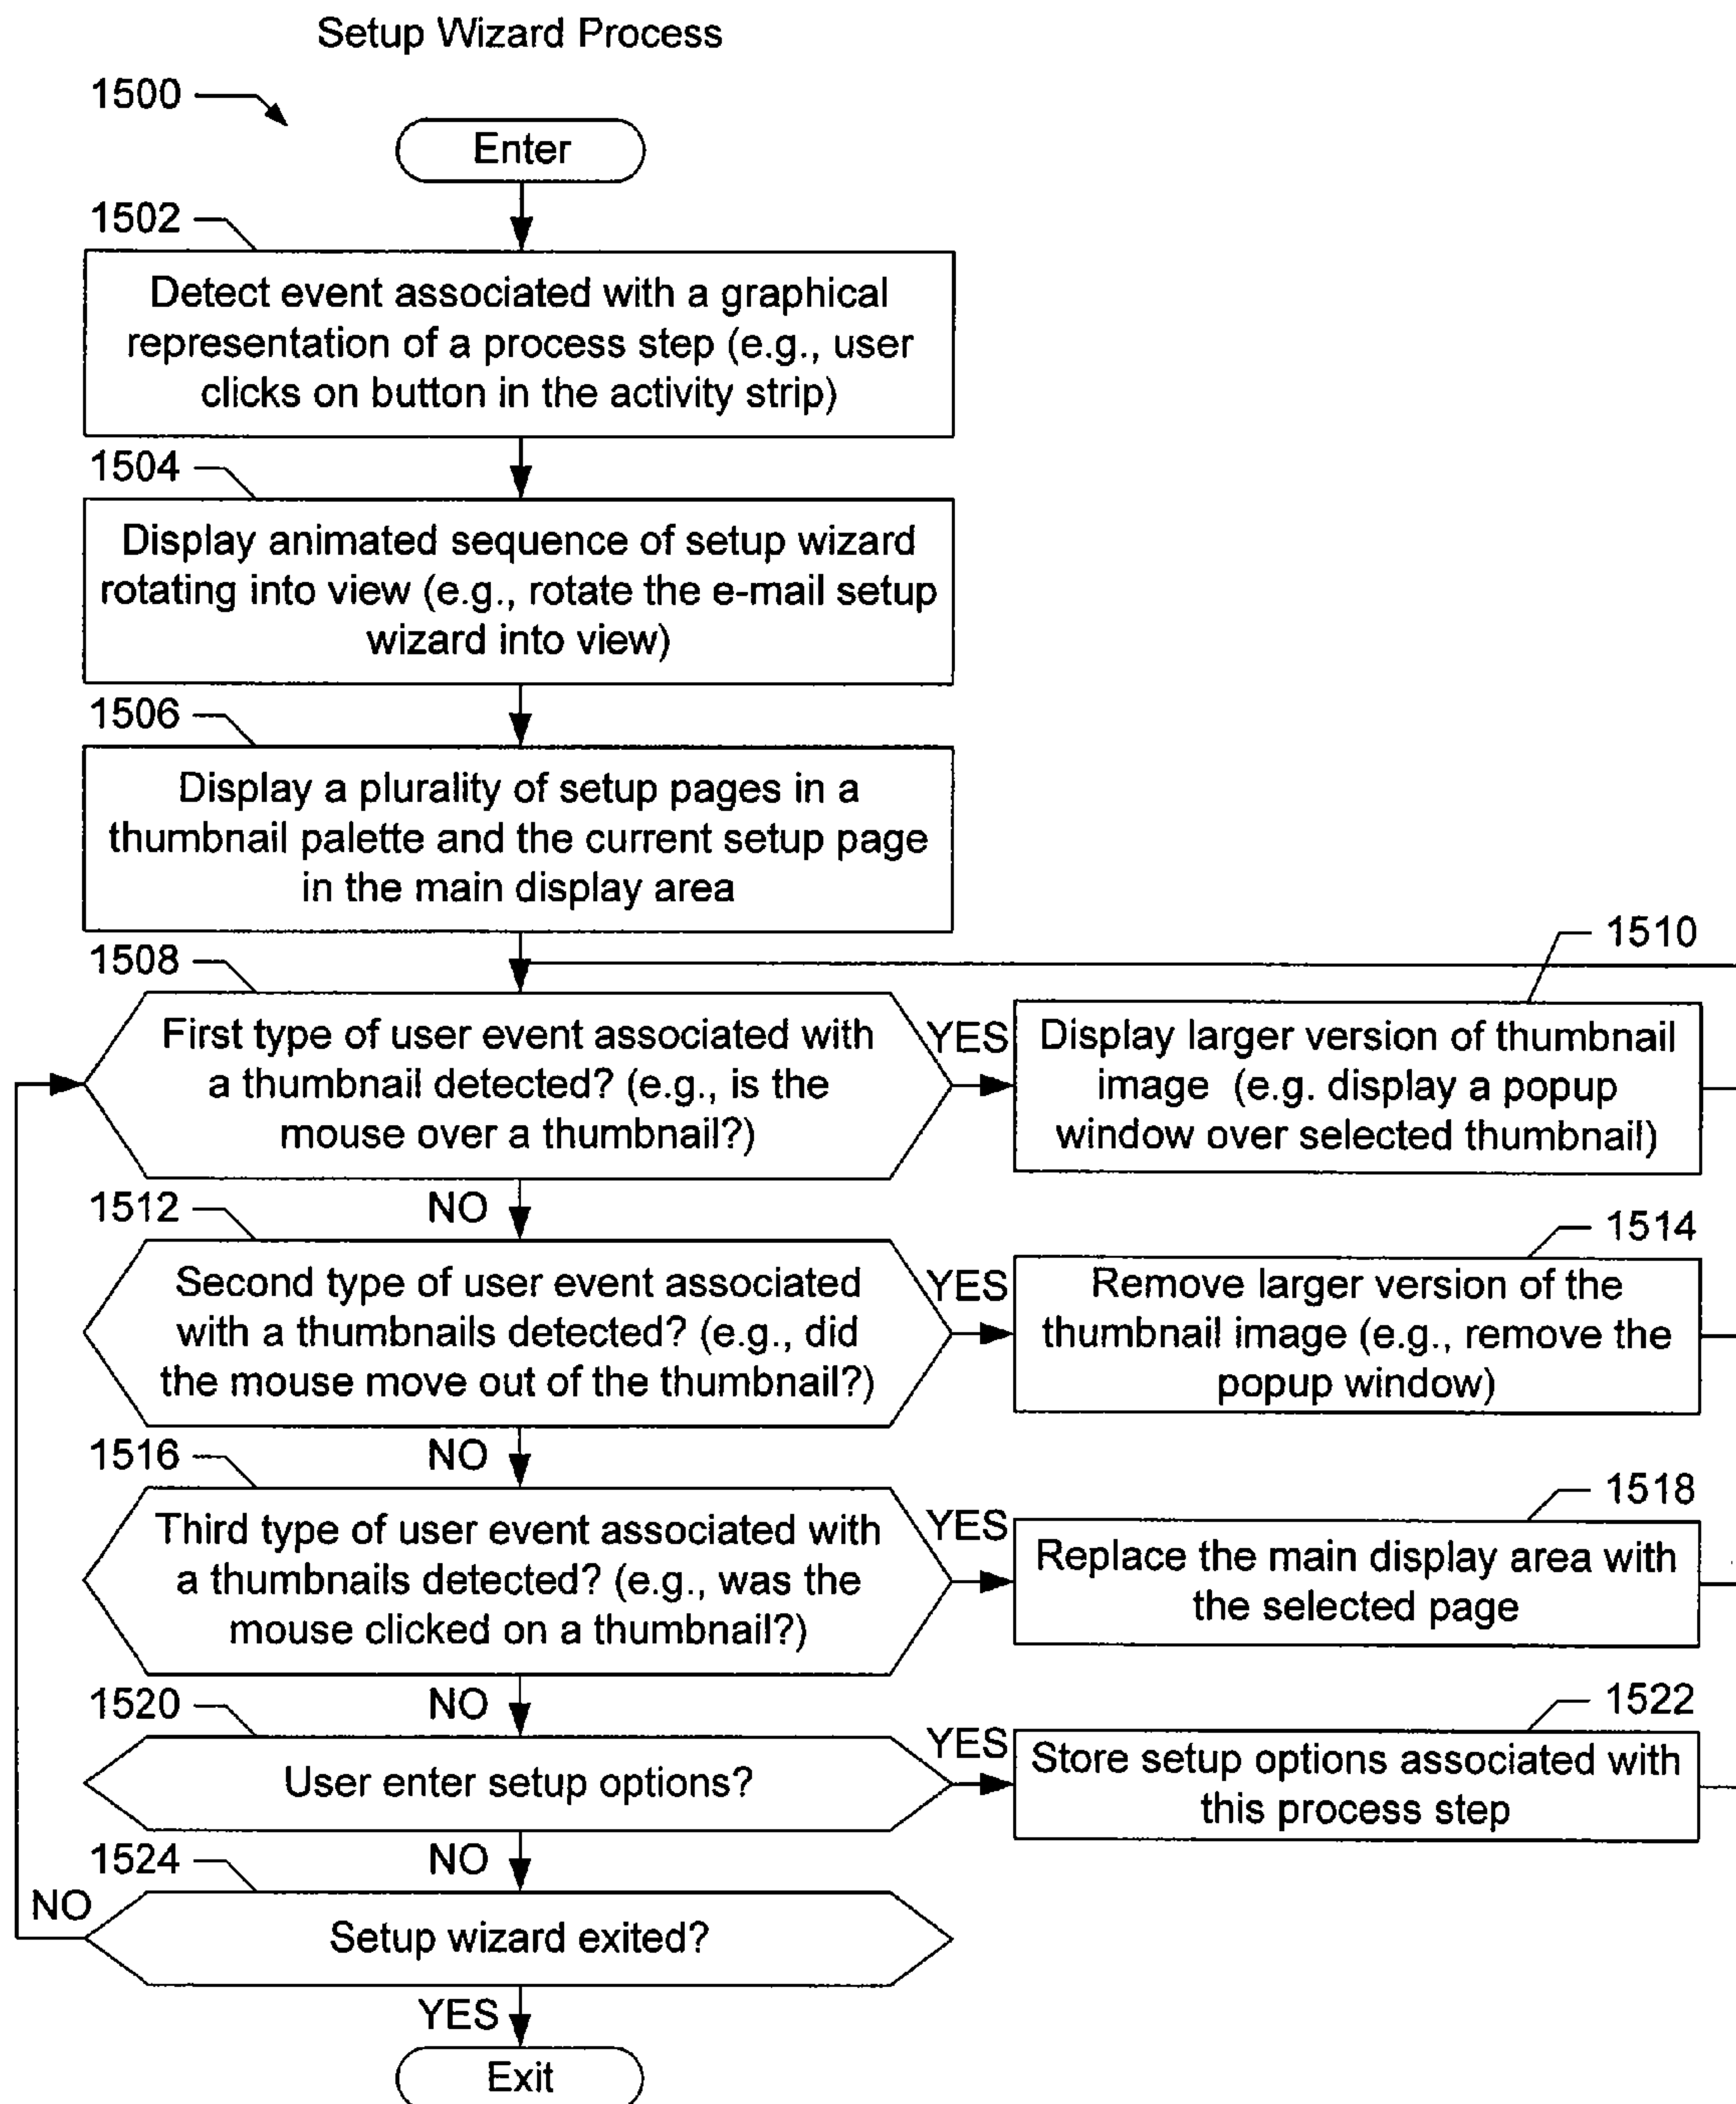 Setup Wizard Process
1500
Enter
1502
Detect event associated with a graphical
representation of a process step (e.g., user
clicks on button in the activity strip)
1504
Display animated sequence of setup wizard
rotating into view (e.g., rotate the e-mail setup
wizard into view)
1506
Display a plurality of setup pages in a
thumbnail palette and the current setup page
in the main display area
1508
First type of user event associated with
a thumbnail detected? (e.g., is the
mouse over a thumbnail?)
YES
1510
Display larger version of thumbnail
image (e.g. display a popup
window over selected thumbnail)
NO
1512
Second type of user event associated
with a thumbnails detected? (e.g., did
the mouse move out of the thumbnail?)
YES
1514
Remove larger version of the
thumbnail image (e.g., remove the
popup window)
NO
1516
Third type of user event associated with
a thumbnails detected? (e.g., was the
mouse clicked on a thumbnail?)
YES
1518
Replace the main display area with
the selected page
NO
1520
User enter setup options?
YES
1522
Store setup options associated with
this process step
NO
1524
Setup wizard exited?
NO
YES
Exit